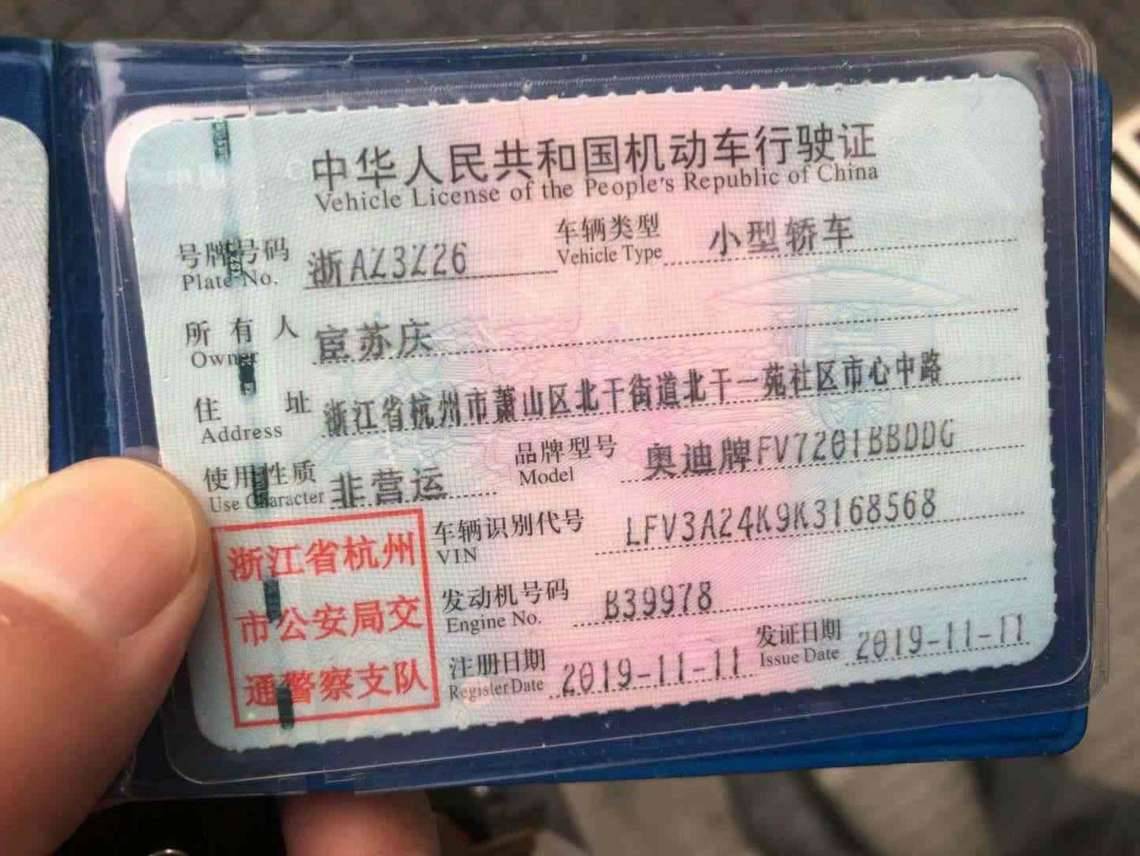 中华人民共和国机动车行驶证
Vehicle License of the People's Republic of China
号牌号码 浙AZ3Z26 车辆类型 小型轿车
Plate No. Vehicle Type
所有人 宦苏庆
Owner
住址 浙江省杭州市萧山区北干街道北干一苑社区市心中路
Address
使用性质 非营运 品牌型号 奥迪牌FV7201BBDDG
Use Character Model
车辆识别代号 LFV3A24K9K3168568
VIN
发动机号码 B39978
Engine No.
注册日期 2019-11-11 发证日期 2019-11-11
Register Date Issue Date
浙江省杭州
市公安局交
通警察支队